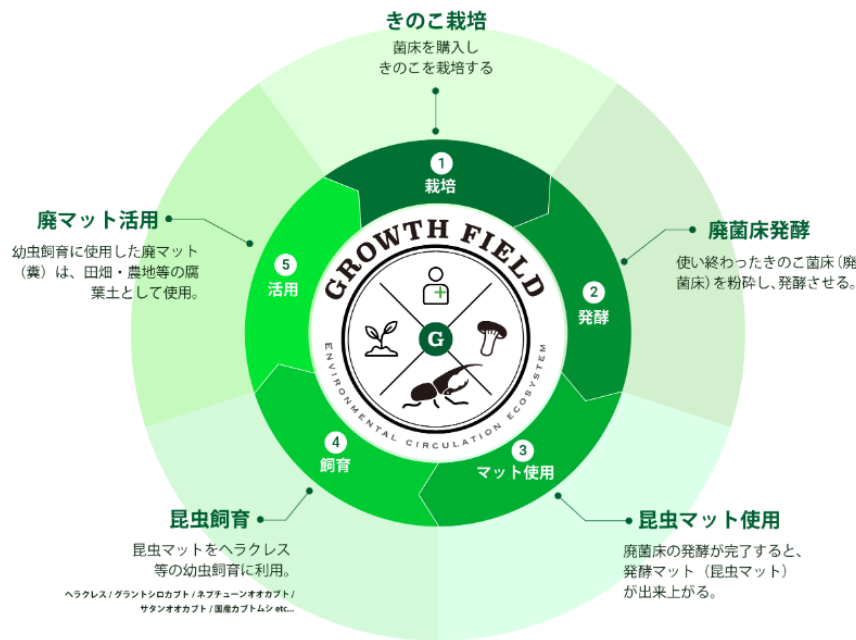 きのこ栽培
菌床を購入し
きのこを栽培する
1
栽培
廃菌床発酵
使い終わったきのこ菌床（廃
菌床）を粉砕し、発酵させる。
2
発酵
昆虫マット使用
廃菌床の発酵が完了すると、
発酵マット（昆虫マット）
が出来上がる。
3
マット使用
昆虫飼育
昆虫マットをヘラクレス
等の幼虫飼育に利用。
ヘラクレス / グラントシロカブト / ネプチューンオオカブト /
サタンオオカブト / 国産カブトムシ etc...
4
飼育
廃マット活用
幼虫飼育に使用した廃マット
（糞）は、田畑・農地等の腐
葉土として使用。
5
活用
GROWTH FIELD
G
ENVIRONMENTAL CIRCULATION ECOSYSTEM